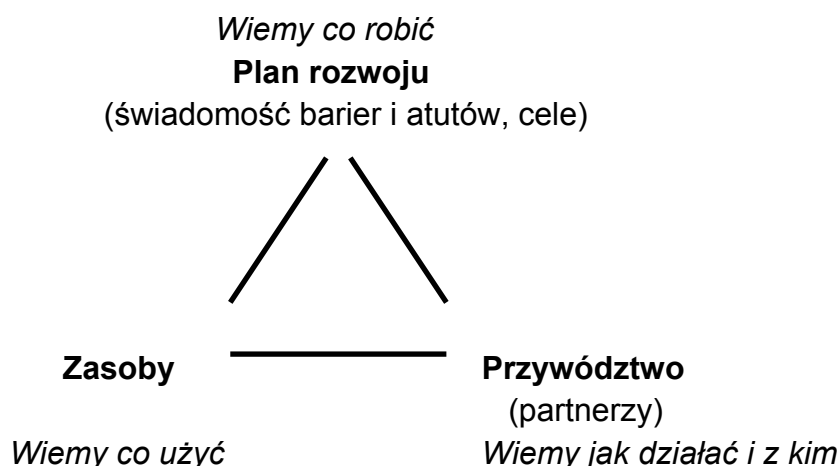 Wiemy co robić
Plan rozwoju
(świadomość barier i atutów, cele)
Zasoby
Przywództwo
(partnerzy)
Wiemy co użyć
Wiemy jak działać i z kim